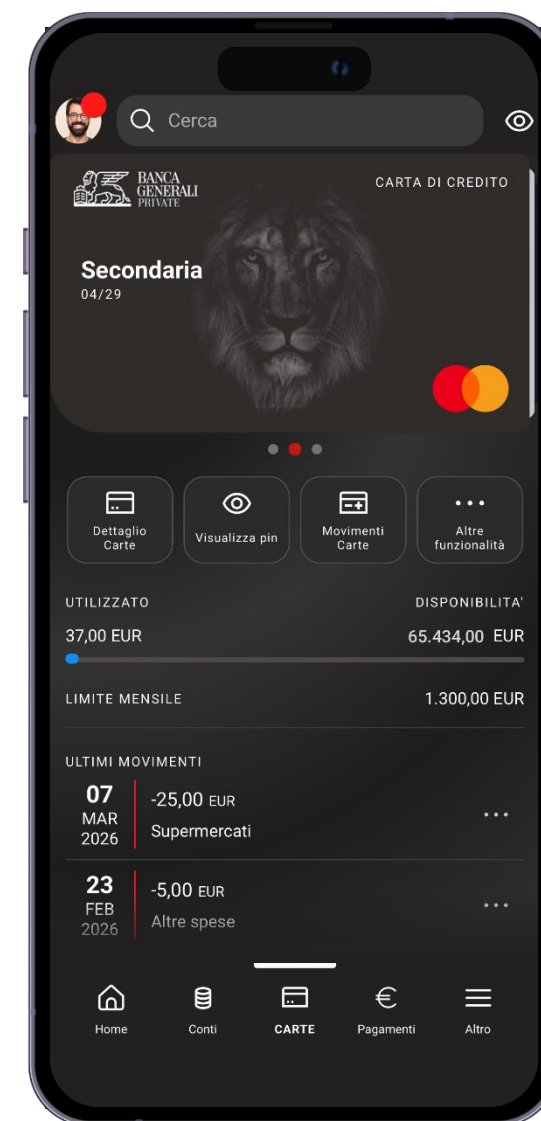 Cerca
BANCA
GENERALI
PRIVATE
CARTA DI CREDITO
Secondaria
04/29
Dettaglio
Carte
Visualizza pin
Movimenti
Carte
Altre
funzionalità
UTILIZZATO
DISPONIBILITA'
37,00 EUR
65.434,00 EUR
LIMITE MENSILE
1.300,00 EUR
ULTIMI MOVIMENTI
07
MAR
2026
-25,00 EUR
Supermercati
23
FEB
2026
-5,00 EUR
Altre spese
Home
Conti
CARTE
Pagamenti
Altro